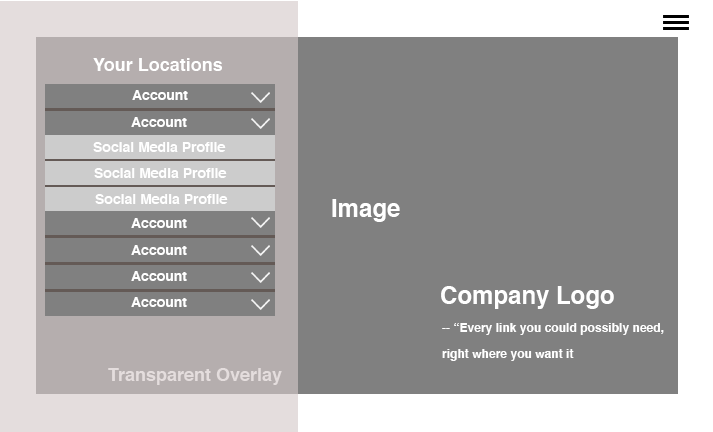 Your Locations
Account
Account
Social Media Profile
Social Media Profile
Social Media Profile
Account
Account
Account
Account
Transparent Overlay
Image
Company Logo
-- “Every link you could possibly need,
right where you want it